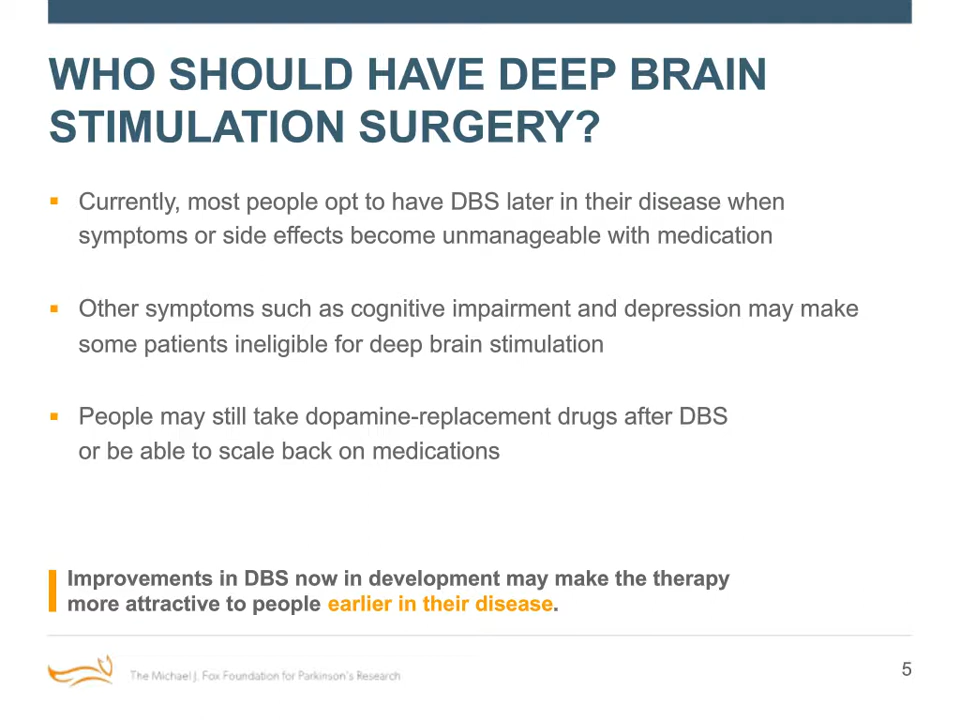 WHO SHOULD HAVE DEEP BRAIN
STIMULATION SURGERY?
▪ Currently, most people opt to have DBS later in their disease when
symptoms or side effects become unmanageable with medication
▪ Other symptoms such as cognitive impairment and depression may make
some patients ineligible for deep brain stimulation
▪ People may still take dopamine-replacement drugs after DBS
or be able to scale back on medications
Improvements in DBS now in development may make the therapy
more attractive to people earlier in their disease.
The Michael J. Fox Foundation for Parkinson's Research
5